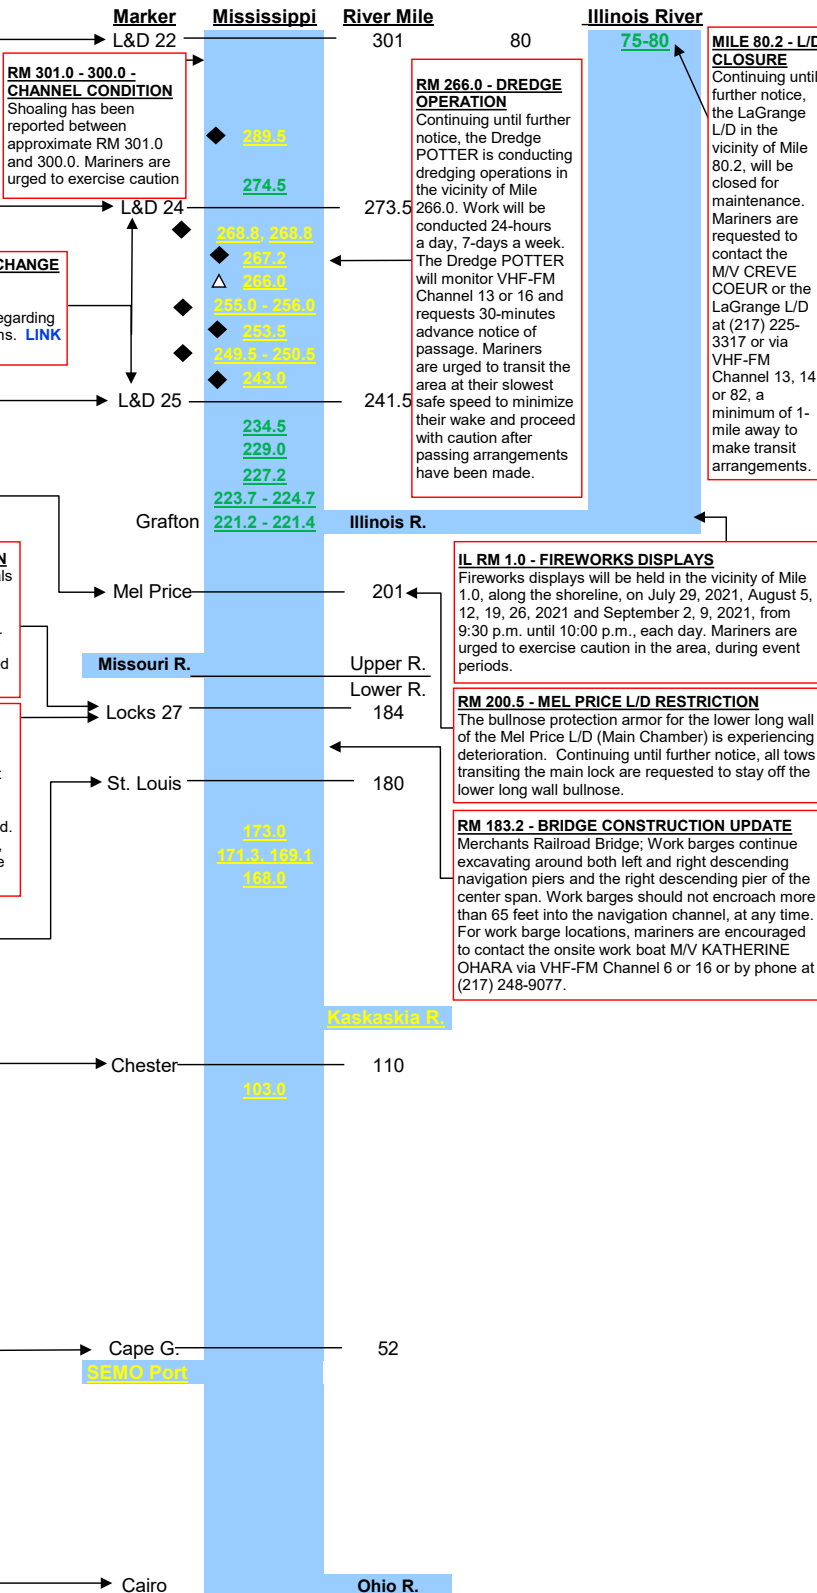 Marker Mississippi River Mile Illinois River
L&D 22 301 80 75-80
RM 301.0 - 300.0 -
CHANNEL CONDITION
Shoaling has been
reported between
approximate RM 301.0
and 300.0. Mariners are
urged to exercise caution
289.5
274.5
L&D 24 273.5
268.8, 268.8
267.2
266.0
255.0 - 256.0
253.5
249.5 - 250.5
243.0
RM 266.0 - DREDGE
OPERATION
Continuing until further
notice, the Dredge
POTTER is conducting
dredging operations in
the vicinity of Mile
266.0. Work will be
conducted 24-hours
a day, 7-days a week.
The Dredge POTTER
will monitor VHF-FM
Channel 13 or 16 and
requests 30-minutes
advance notice of
passage. Mariners
are urged to transit the
area at their slowest
safe speed to minimize
their wake and proceed
with caution after
passing arrangements
have been made.
MILE 80.2 - L/D
CLOSURE
Continuing until
further notice,
the LaGrange
L/D in the
vicinity of Mile
80.2, will be
closed for
maintenance.
Mariners are
requested to
contact the
M/V CREVE
COEUR or the
LaGrange L/D
at (217) 225-
3317 or via
VHF-FM
Channel 13, 14
or 82, a
minimum of 1-
mile away to
make transit
arrangements.
CHANGE
egarding
ns. LINK
L&D 25 241.5
234.5
229.0
227.2
223.7 - 224.7
Grafton 221.2 - 221.4 Illinois R.
N
als
.
d
IL RM 1.0 - FIREWORKS DISPLAYS
Fireworks displays will be held in the vicinity of Mile
1.0, along the shoreline, on July 29, 2021, August 5,
12, 19, 26, 2021 and September 2, 9, 2021, from
9:30 p.m. until 10:00 p.m., each day. Mariners are
urged to exercise caution in the area, during event
periods.
Mel Price 201
Missouri R. Upper R.
Lower R.
Locks 27 184
RM 200.5 - MEL PRICE L/D RESTRICTION
The bullnose protection armor for the lower long wall
of the Mel Price L/D (Main Chamber) is experiencing
deterioration. Continuing until further notice, all tows
transiting the main lock are requested to stay off the
lower long wall bullnose.
t
d.
,
e
St. Louis 180
173.0
171.3, 169.1
168.0
RM 183.2 - BRIDGE CONSTRUCTION UPDATE
Merchants Railroad Bridge; Work barges continue
excavating around both left and right descending
navigation piers and the right descending pier of the
center span. Work barges should not encroach more
than 65 feet into the navigation channel, at any time.
For work barge locations, mariners are encouraged
to contact the onsite work boat M/V KATHERINE
OHARA via VHF-FM Channel 6 or 16 or by phone at
(217) 248-9077.
Kaskaskia R.
Chester 110
103.0
Cape G. 52
SEMO Port
Cairo Ohio R.